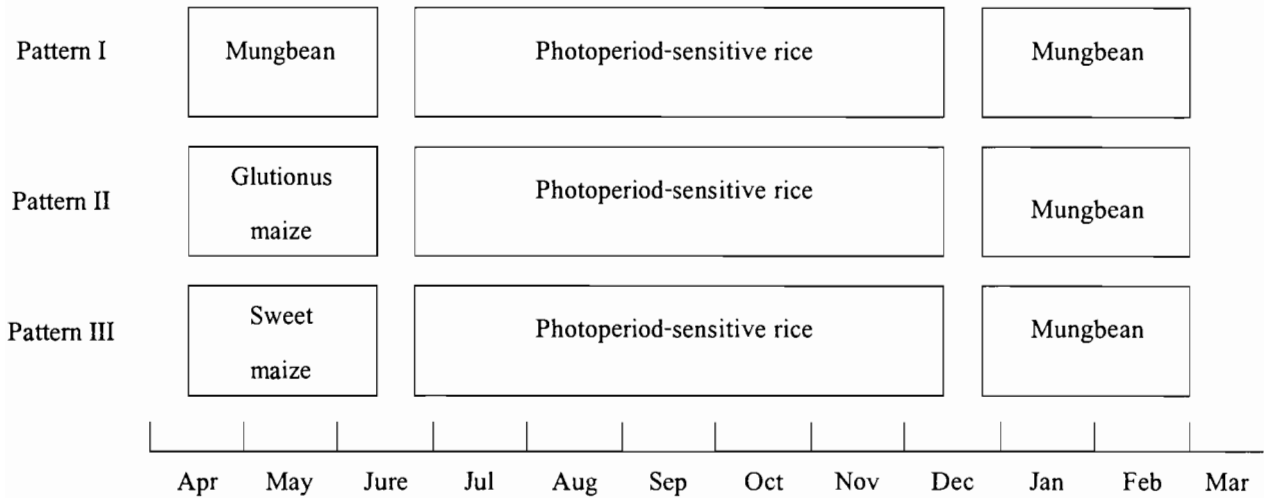 Pattern I
Mungbean
Photoperiod-sensitive rice
Mungbean
Pattern II
Glutionus
maize
Photoperiod-sensitive rice
Mungbean
Pattern III
Sweet
maize
Photoperiod-sensitive rice
Mungbean
Apr May Jure Jul Aug Sep Oct Nov Dec Jan Feb Mar